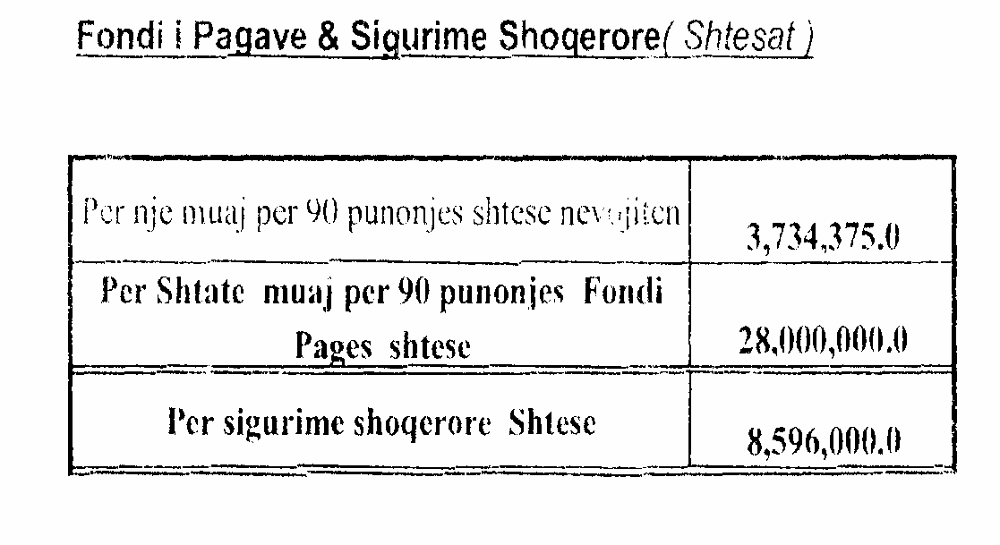 Fondi i Pagave & Sigurime Shoqerore( Shtesat )
Per nje muaj per 90 punonjes shtese nevojiten
3,734,375.0
Per Shtate muaj per 90 punonjes Fondi
Pages shtese
28,000,000.0
Per sigurime shoqerore Shtese
8,596,000.0